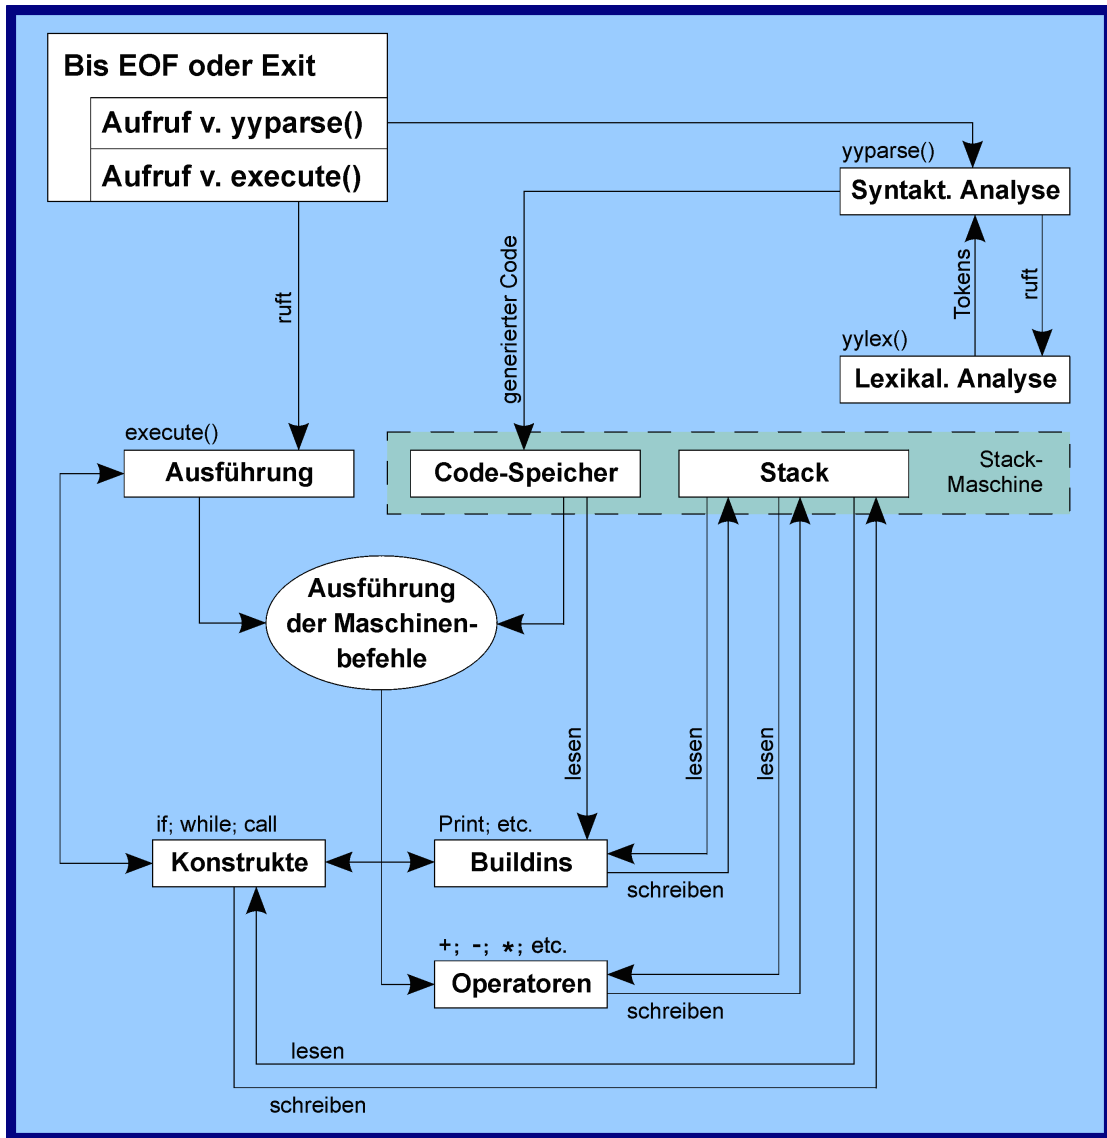 Bis EOF oder Exit
Aufruf v. yyparse()
Aufruf v. execute()
yyparse()
Syntakt. Analyse
ruft
generierter Code
Tokens
ruft
yylex()
Lexikal. Analyse
execute()
Ausführung
Code-Speicher
Stack
Stack-
Maschine
Ausführung
der Maschinen-
befehle
lesen
lesen
lesen
if; while; call
Konstrukte
Print; etc.
Buildins
schreiben
+; -; *; etc.
Operatoren
schreiben
lesen
schreiben